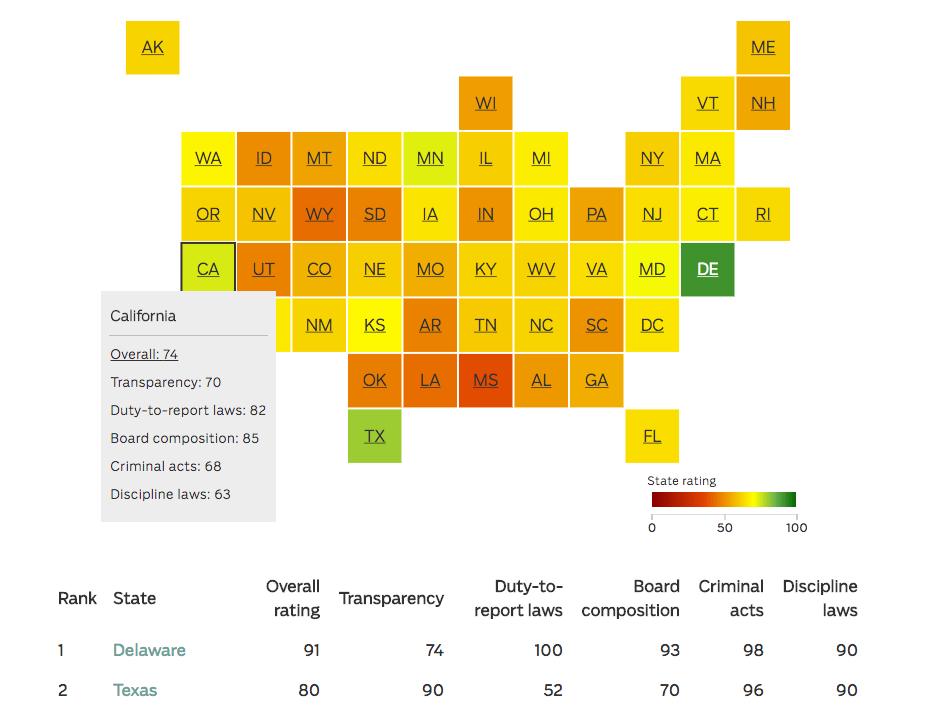 AK
ME
WI
VT
NH
WA
ID
MT
ND
MN
IL
MI
NY
MA
OR
NV
WY
SD
IA
IN
OH
PA
NJ
CT
RI
CA
UT
CO
NE
MO
KY
WV
VA
MD
DE
NM
KS
AR
TN
NC
SC
DC
OK
LA
MS
AL
GA
TX
FL
California
Overall: 74
Transparency: 70
Duty-to-report laws: 82
Board composition: 85
Criminal acts: 68
Discipline laws: 63
State rating
0 50 100
Rank State Overall rating Transparency Duty-to-report laws Board composition Criminal acts Discipline laws
1 Delaware 91 74 100 93 98 90
2 Texas 80 90 52 70 96 90